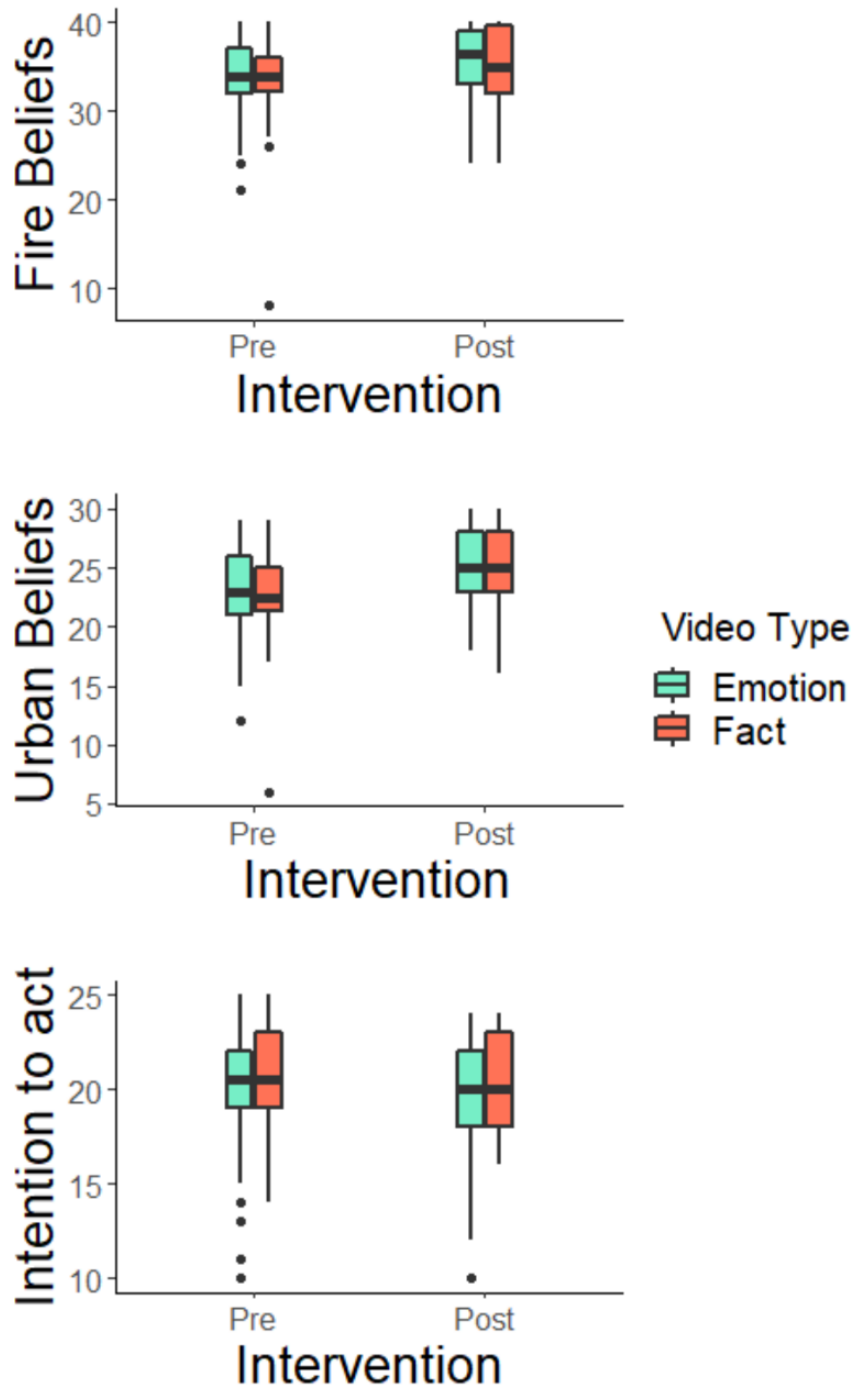 Fire Beliefs
40
30
20
10
Pre Post
Intervention
Urban Beliefs
30
25
20
15
10
5
Pre Post
Intervention
Video Type
Emotion
Fact
Intention to act
25
20
15
10
Pre Post
Intervention